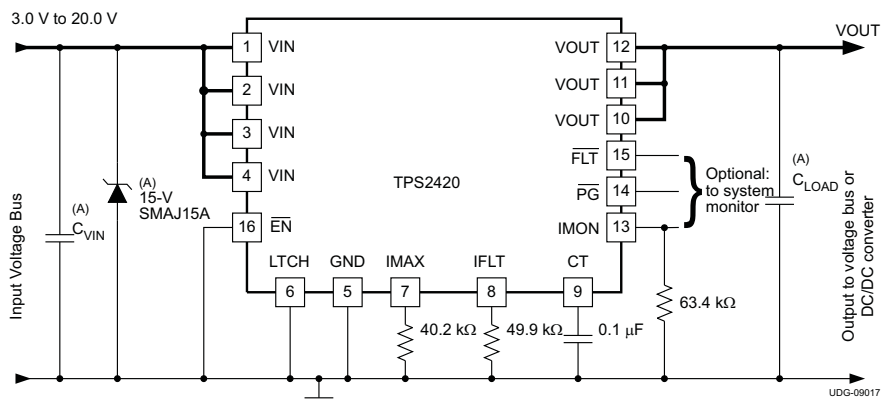 3.0 V to 20.0 V
VOUT
1 VIN
VOUT 12
2 VIN
VOUT 11
3 VIN
VOUT 10
4 VIN
TPS2420
FLT 15
PG 14
Optional:
to system
monitor
16 EN
IMON 13
(A)
15-V
SMAJ15A
(A)
CVIN
(A)
CLOAD
LTCH
GND
IMAX
IFLT
CT
6
5
7
8
9
40.2 kΩ
49.9 kΩ
0.1 µF
63.4 kΩ
Input Voltage Bus
Output to voltage bus or
DC/DC converter
UDG-09017